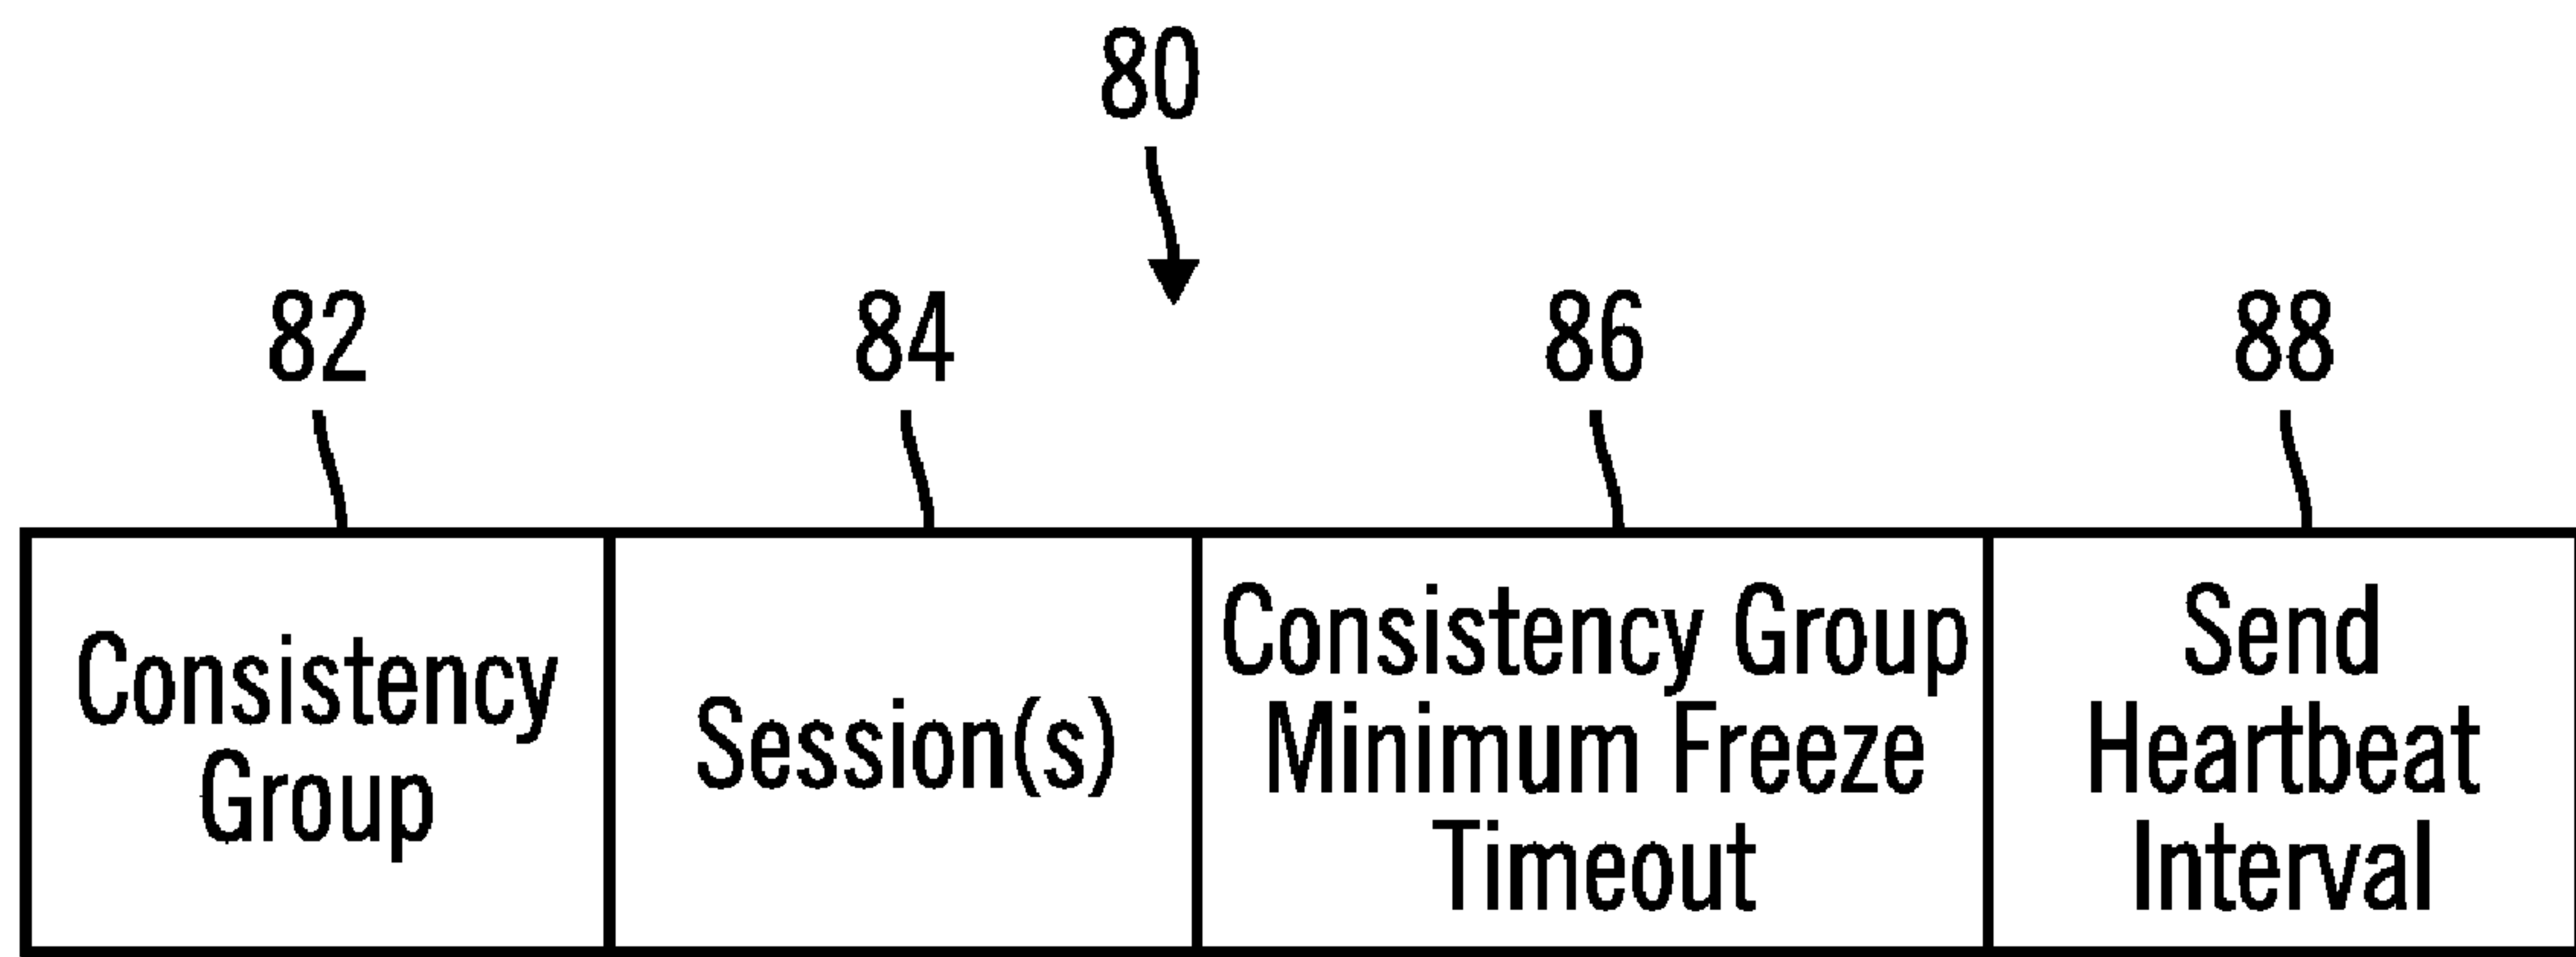 80
82
84
86
88
Consistency
Group
Session(s)
Consistency Group
Minimum Freeze
Timeout
Send
Heartbeat
Interval